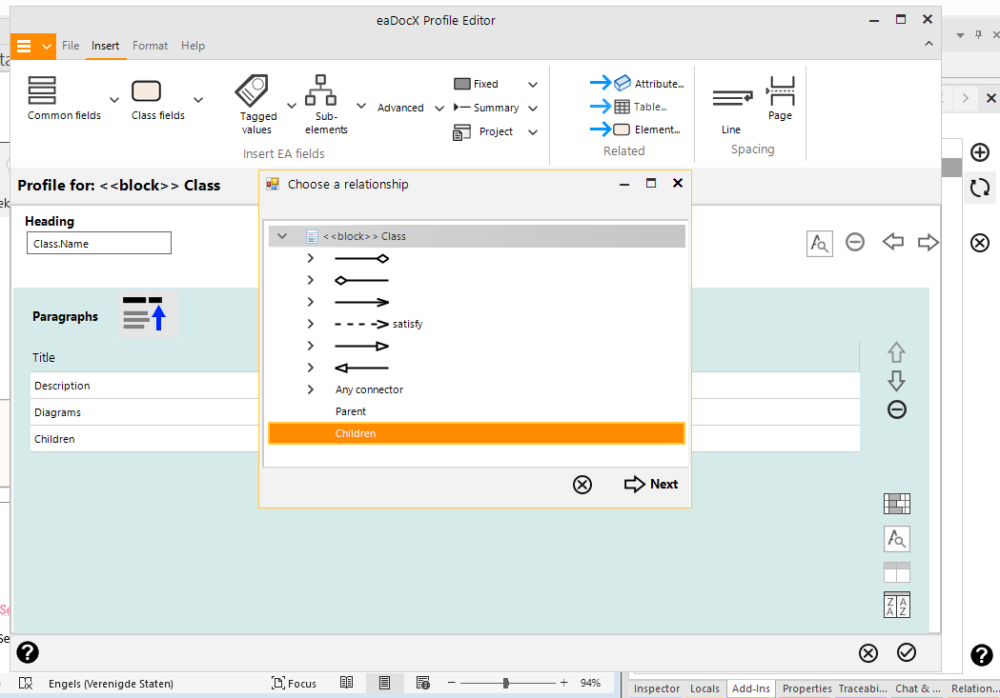 eaDocX Profile Editor
File Insert Format Help
Common fields
Class fields
Tagged values
Sub-elements
Advanced
Fixed
Summary
Project
Insert EA fields
Attribute...
Table...
Element...
Related
Line
Page
Spacing
Profile for: <<block>> Class
Heading
Class.Name
Paragraphs
Title
Description
Diagrams
Children
Choose a relationship
<<block>> Class
satisfy
Any connector
Parent
Children
Next
Engels (Verenigde Staten)
Focus
94%
Inspector Locals Add-Ins Properties Traceabi... Chat & ... Relation...